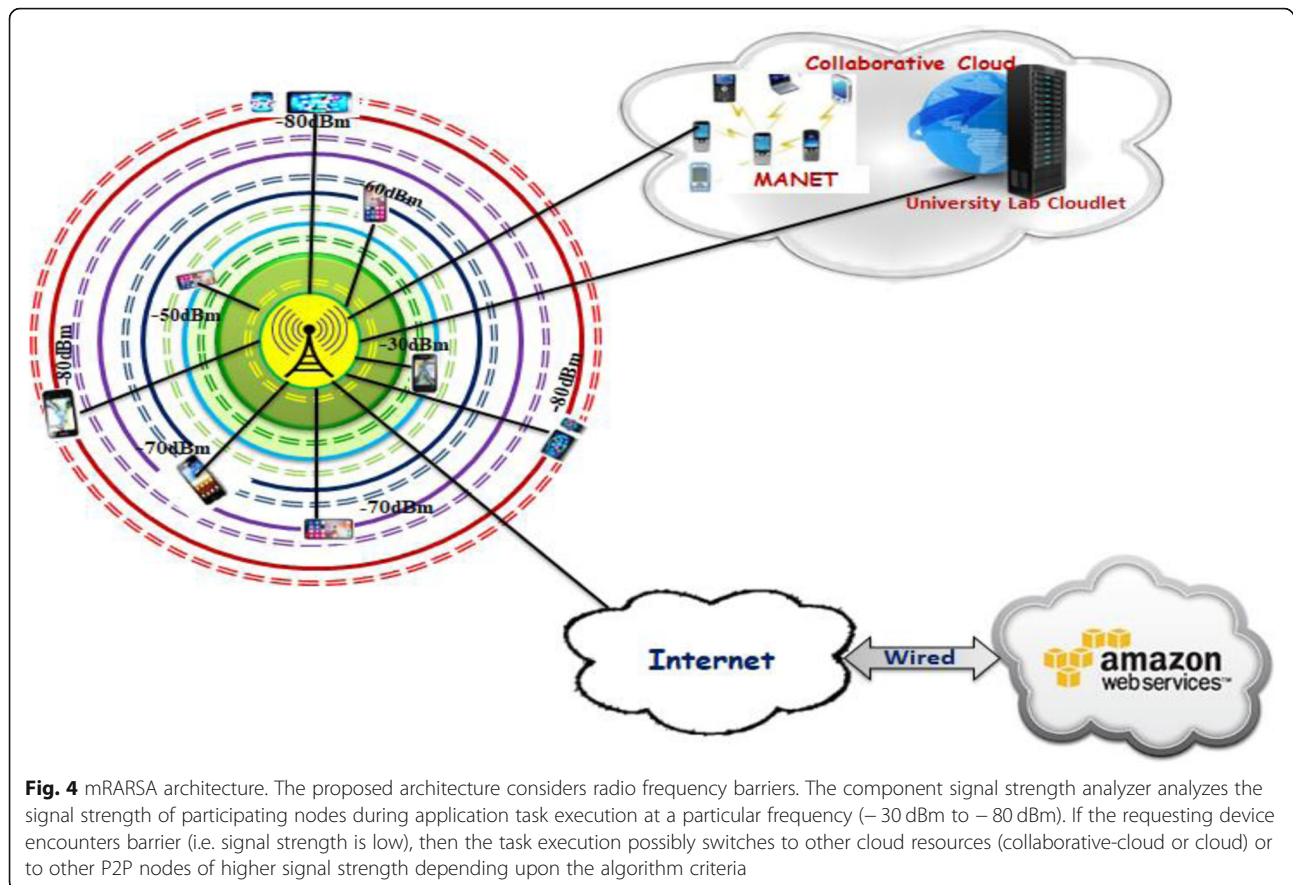 Collaborative Cloud
-80dBm
-60dBm
MANET
University Lab Cloudlet
-50dBm
-30dBm
-80dBm
-80dBm
-70dBm
-70dBm
Internet
Wired
amazon
webservices™
Fig. 4 mRARSA architecture. The proposed architecture considers radio frequency barriers. The component signal strength analyzer analyzes the
signal strength of participating nodes during application task execution at a particular frequency (− 30 dBm to − 80 dBm). If the requesting device
encounters barrier (i.e. signal strength is low), then the task execution possibly switches to other cloud resources (collaborative-cloud or cloud) or
to other P2P nodes of higher signal strength depending upon the algorithm criteria